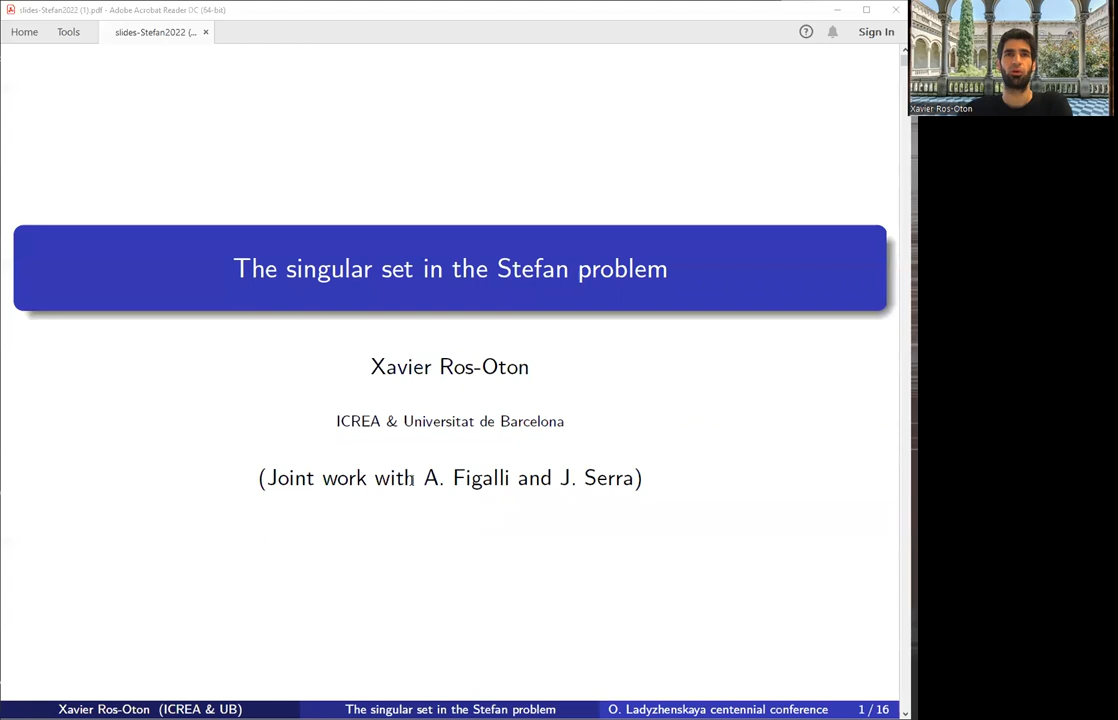 slides-Stefan2022 (1).pdf - Adobe Acrobat Reader DC (64-bit)
Home Tools slides-Stefan2022 (... × Sign In
Xavier Ros-Oton
The singular set in the Stefan problem
Xavier Ros-Oton
ICREA & Universitat de Barcelona
(Joint work with A. Figalli and J. Serra)
Xavier Ros-Oton (ICREA & UB) The singular set in the Stefan problem O. Ladyzhenskaya centennial conference 1 / 16